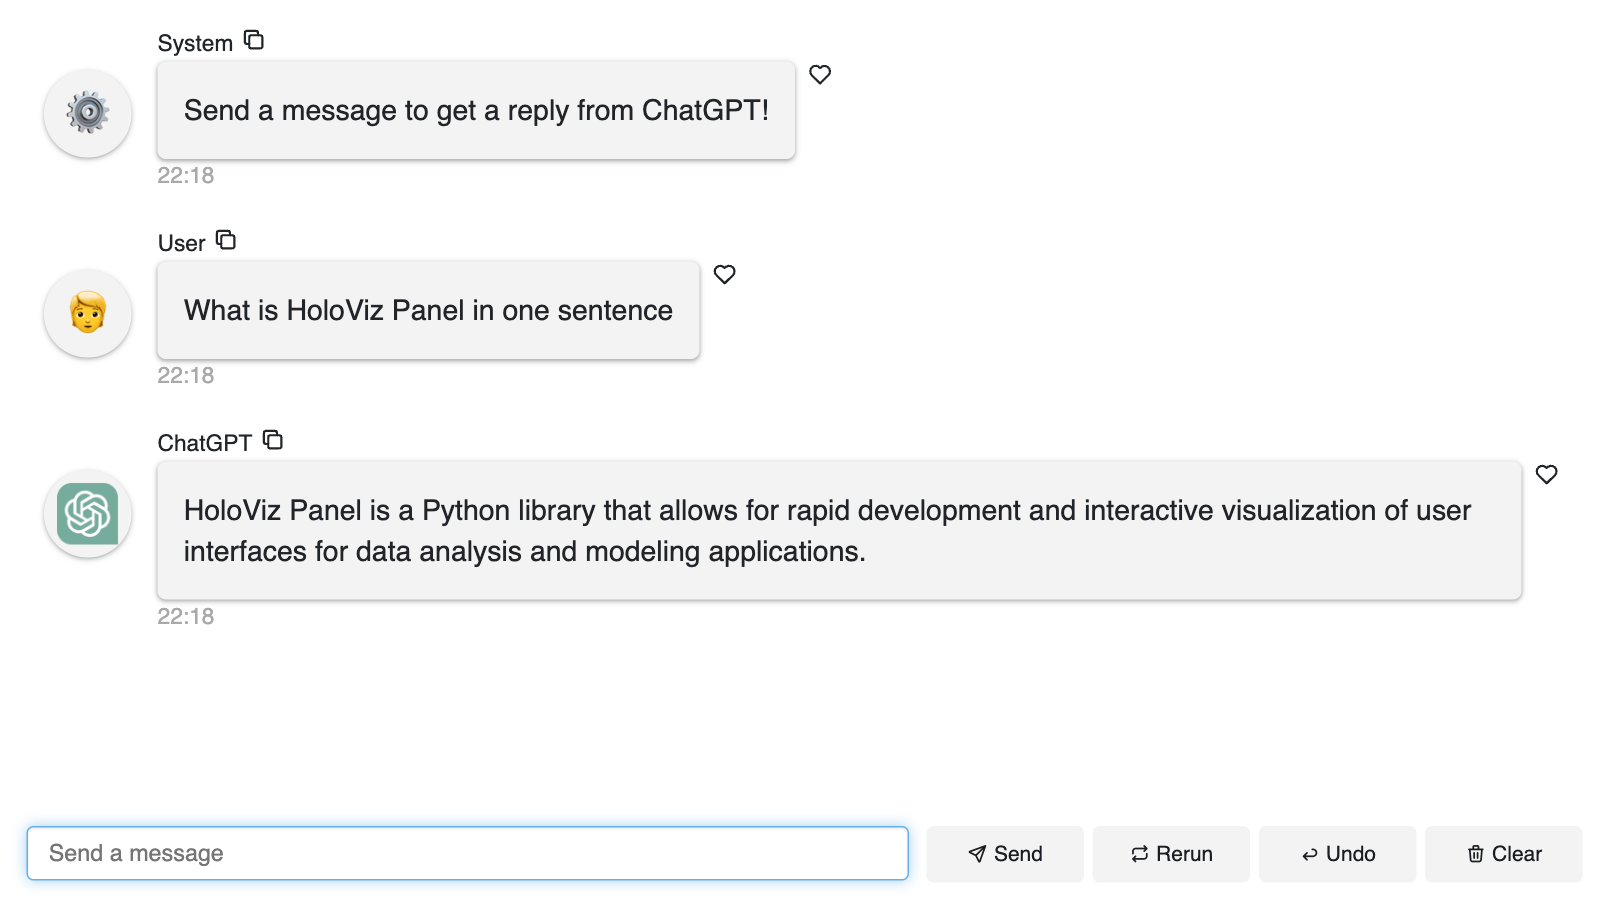 System
Send a message to get a reply from ChatGPT!
22:18
User
What is HoloViz Panel in one sentence
22:18
ChatGPT
HoloViz Panel is a Python library that allows for rapid development and interactive visualization of user
interfaces for data analysis and modeling applications.
22:18
Send a message
Send
Rerun
Undo
Clear